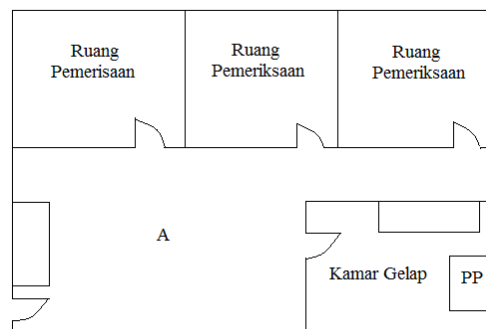 Ruang
Pemerisaan
Ruang
Pemeriksaan
Ruang
Pemeriksaan
A
Kamar Gelap
PP